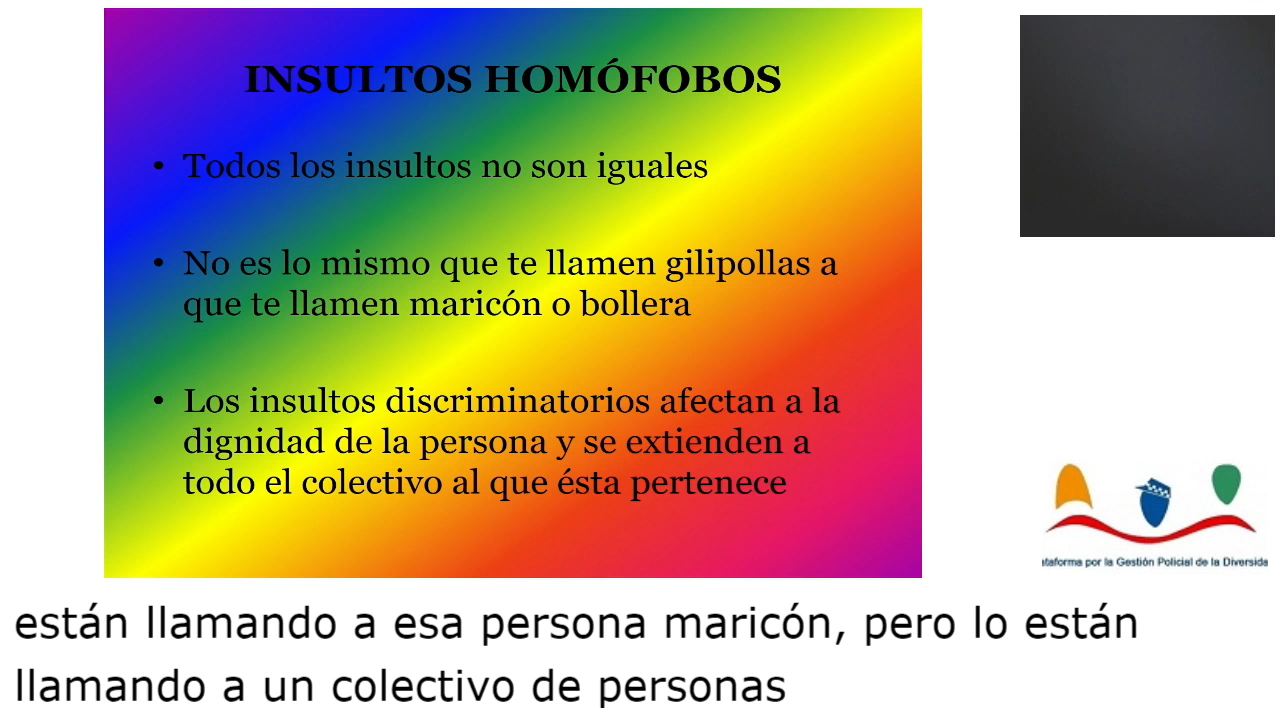 INSULTOS HOMÓFOBOS
• Todos los insultos no son iguales
• No es lo mismo que te llamen gilipollas a
que te llamen maricón o bollera
• Los insultos discriminatorios afectan a la
dignidad de la persona y se extienden a
todo el colectivo al que ésta pertenece
ataforma por la Gestión Policial de la Diversida
están llamando a esa persona maricón, pero lo están
llamando a un colectivo de personas